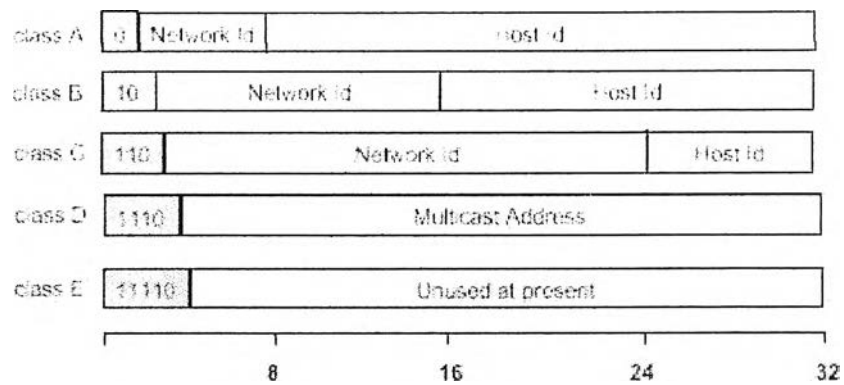 class A 0 Network Id Host Id
class B 10 Network Id Host Id
class C 110 Network Id Host Id
class D 1110 Multicast Address
class E 11110 Unused at present
8 16 24 32